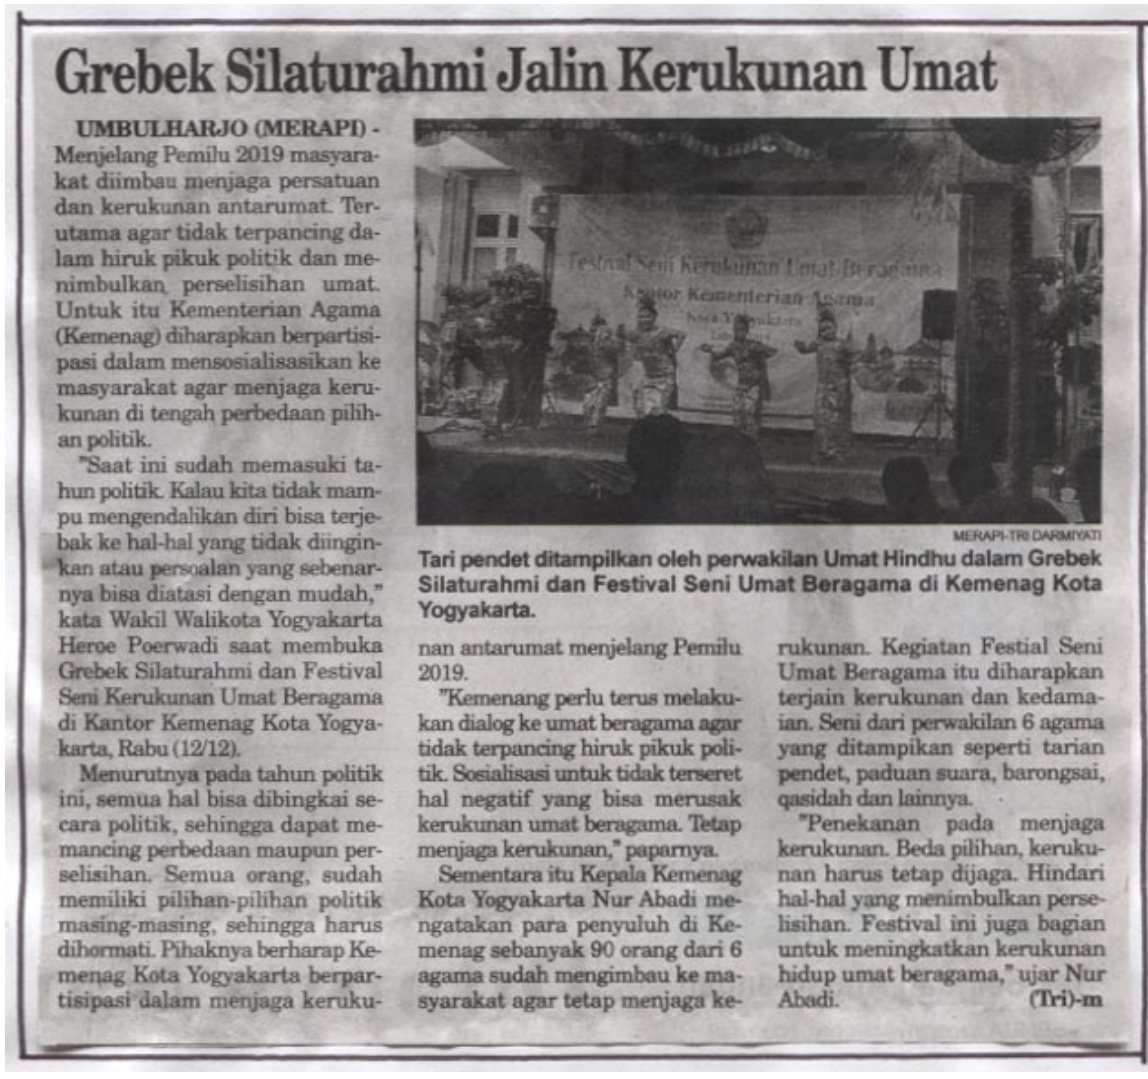 Grebek Silaturahmi Jalin Kerukunan Umat
UMBULHARJO (MERAPI) -
Menjelang Pemilu 2019 masyara-
kat diimbau menjaga persatuan
dan kerukunan antarumat. Ter-
utama agar tidak terpancing da-
lam hiruk pikuk politik dan me-
nimbulkan perselisihan umat.
Untuk itu Kementerian Agama
(Kemenag) diharapkan berpartisi-
pasi dalam mensosialisasikan ke
masyarakat agar menjaga keru-
kunan di tengah perbedaan pilih-
an politik.
"Saat ini sudah memasuki ta-
hun politik. Kalau kita tidak mam-
pu mengendalikan diri bisa terje-
bak ke hal-hal yang tidak diingin-
kan atau persoalan yang sebenar-
nya bisa diatasi dengan mudah,"
kata Wakil Walikota Yogyakarta
Heroe Poerwadi saat membuka
Grebek Silaturahmi dan Festival
Seni Kerukunan Umat Beragama
di Kantor Kemenag Kota Yogya-
karta, Rabu (12/12).
Menurutnya pada tahun politik
ini, semua hal bisa dibingkai se-
cara politik, sehingga dapat me-
mancing perbedaan maupun per-
selisihan. Semua orang, sudah
memiliki pilihan-pilihan politik
masing-masing, sehingga harus
dihormati. Pihaknya berharap Ke-
menag Kota Yogyakarta berpar-
tisipasi dalam menjaga keruku-
Festival Seni Kerukunan Umat Beragama
Kantor Kementerian Agama
Kota Yogyakarta
MERAPI-TRI DARMIYATI
Tari pendet ditampilkan oleh perwakilan Umat Hindhu dalam Grebek
Silaturahmi dan Festival Seni Umat Beragama di Kemenag Kota
Yogyakarta.
nan antarumat menjelang Pemilu
2019.
"Kemenang perlu terus melaku-
kan dialog ke umat beragama agar
tidak terpancing hiruk pikuk poli-
tik. Sosialisasi untuk tidak terseret
hal negatif yang bisa merusak
kerukunan umat beragama. Tetap
menjaga kerukunan," paparnya.
Sementara itu Kepala Kemenag
Kota Yogyakarta Nur Abadi me-
ngatakan para penyuluh di Ke-
menag sebanyak 90 orang dari 6
agama sudah mengimbau ke ma-
syarakat agar tetap menjaga ke-
rukunan. Kegiatan Festial Seni
Umat Beragama itu diharapkan
terjain kerukunan dan kedama-
ian. Seni dari perwakilan 6 agama
yang ditampikan seperti tarian
pendet, paduan suara, barongsai,
qasidah dan lainnya.
"Penekanan pada menjaga
kerukunan. Beda pilihan, keruku-
nan harus tetap dijaga. Hindari
hal-hal yang menimbulkan perse-
lisihan. Festival ini juga bagian
untuk meningkatkan kerukunan
hidup umat beragama," ujar Nur
Abadi. (Tri)-m